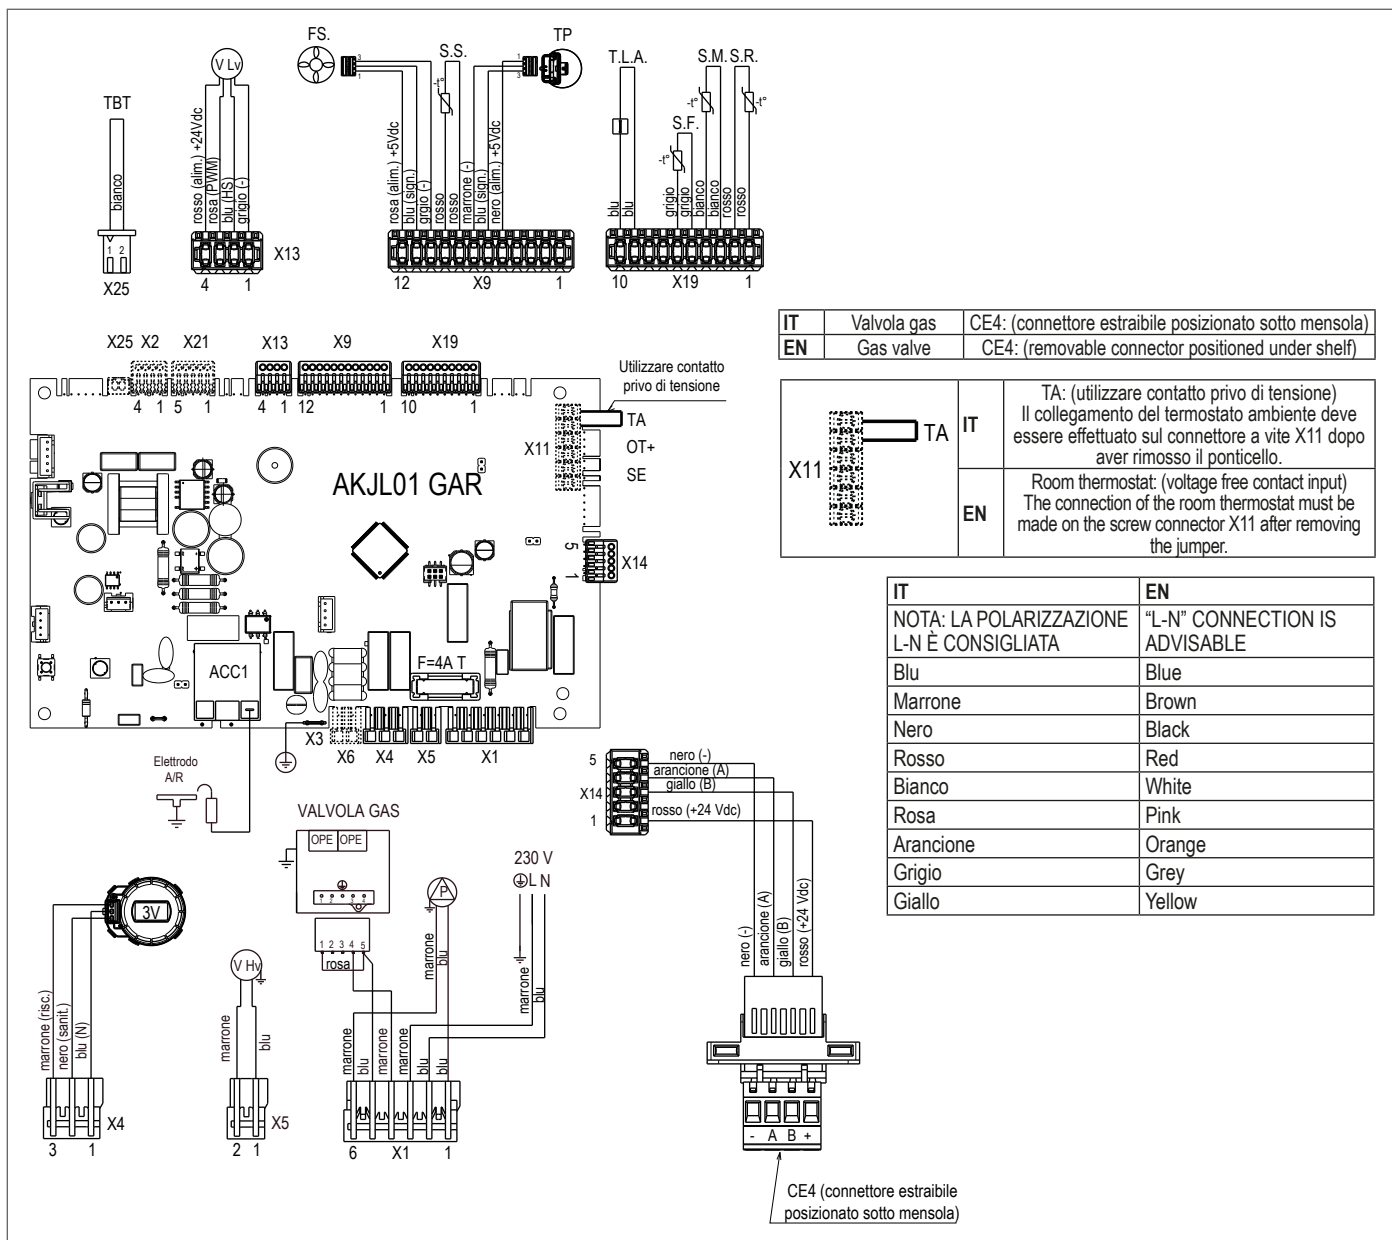 FS.
TP
S.S.
V Lv
T.L.A.
S.M. S.R.
TBT
-t°
-t°
-t°
S.F.
-t°
3
1
1
3
bianco
rosso (alim.) +24Vdc
rosa (PWM)
blu (HS)
grigio (-)
rosa (alim.) +5Vdc
blu (sign.)
grgio (-)
rosso
rosso
marrone (-)
blu (sign.)
nero (alim.) +5Vdc
blu
blu
grigio
grigio
bianco
bianco
rosso
rosso
1 2
X25
4 1 X13
12 X9 1
10 X19 1
IT Valvola gas CE4: (connettore estraibile posizionato sotto mensola)
EN Gas valve CE4: (removable connector positioned under shelf)
X25 X2 X21 X13 X9 X19
Utilizzare contatto
privo di tensione
4 1 5 1 4 1 12 1 10 1
TA
X11 OT+
SE
AKJL01 GAR
5
1
X14
X11
TA
IT
TA: (utilizzare contatto privo di tensione)
Il collegamento del termostato ambiente deve
essere effettuato sul connettore a vite X11 dopo
aver rimosso il ponticello.
EN
Room thermostat: (voltage free contact input)
The connection of the room thermostat must be
made on the screw connector X11 after removing
the jumper.
IT EN
NOTA: LA POLARIZZAZIONE
L-N È CONSIGLIATA
“L-N” CONNECTION IS
ADVISABLE
Blu Blue
Marrone Brown
Nero Black
Rosso Red
Bianco White
Rosa Pink
Arancione Orange
Grigio Grey
Giallo Yellow
ACC1
F=4A T
X3
X6 X4 X5 X1
Elettrodo
A/R
VALVOLA GAS
OPE OPE
1 2 3 4 5
rosa
P
230 V
L N
5
X14
1
nero (-)
arancione (A)
giallo (B)
rosso (+24 Vdc)
3V
V Hv
marrone (risc.)
nero (sanit.)
blu (N)
marrone
blu
marrone
blu
marrone
marrone
blu
blu
marrone
blu
marrone
blu
nero (-)
arancione (A)
giallo (B)
rosso (+24 Vdc)
3 1 X4
2 1 X5
6 X1 1
- A B +
CE4 (connettore estraibile
posizionato sotto mensola)